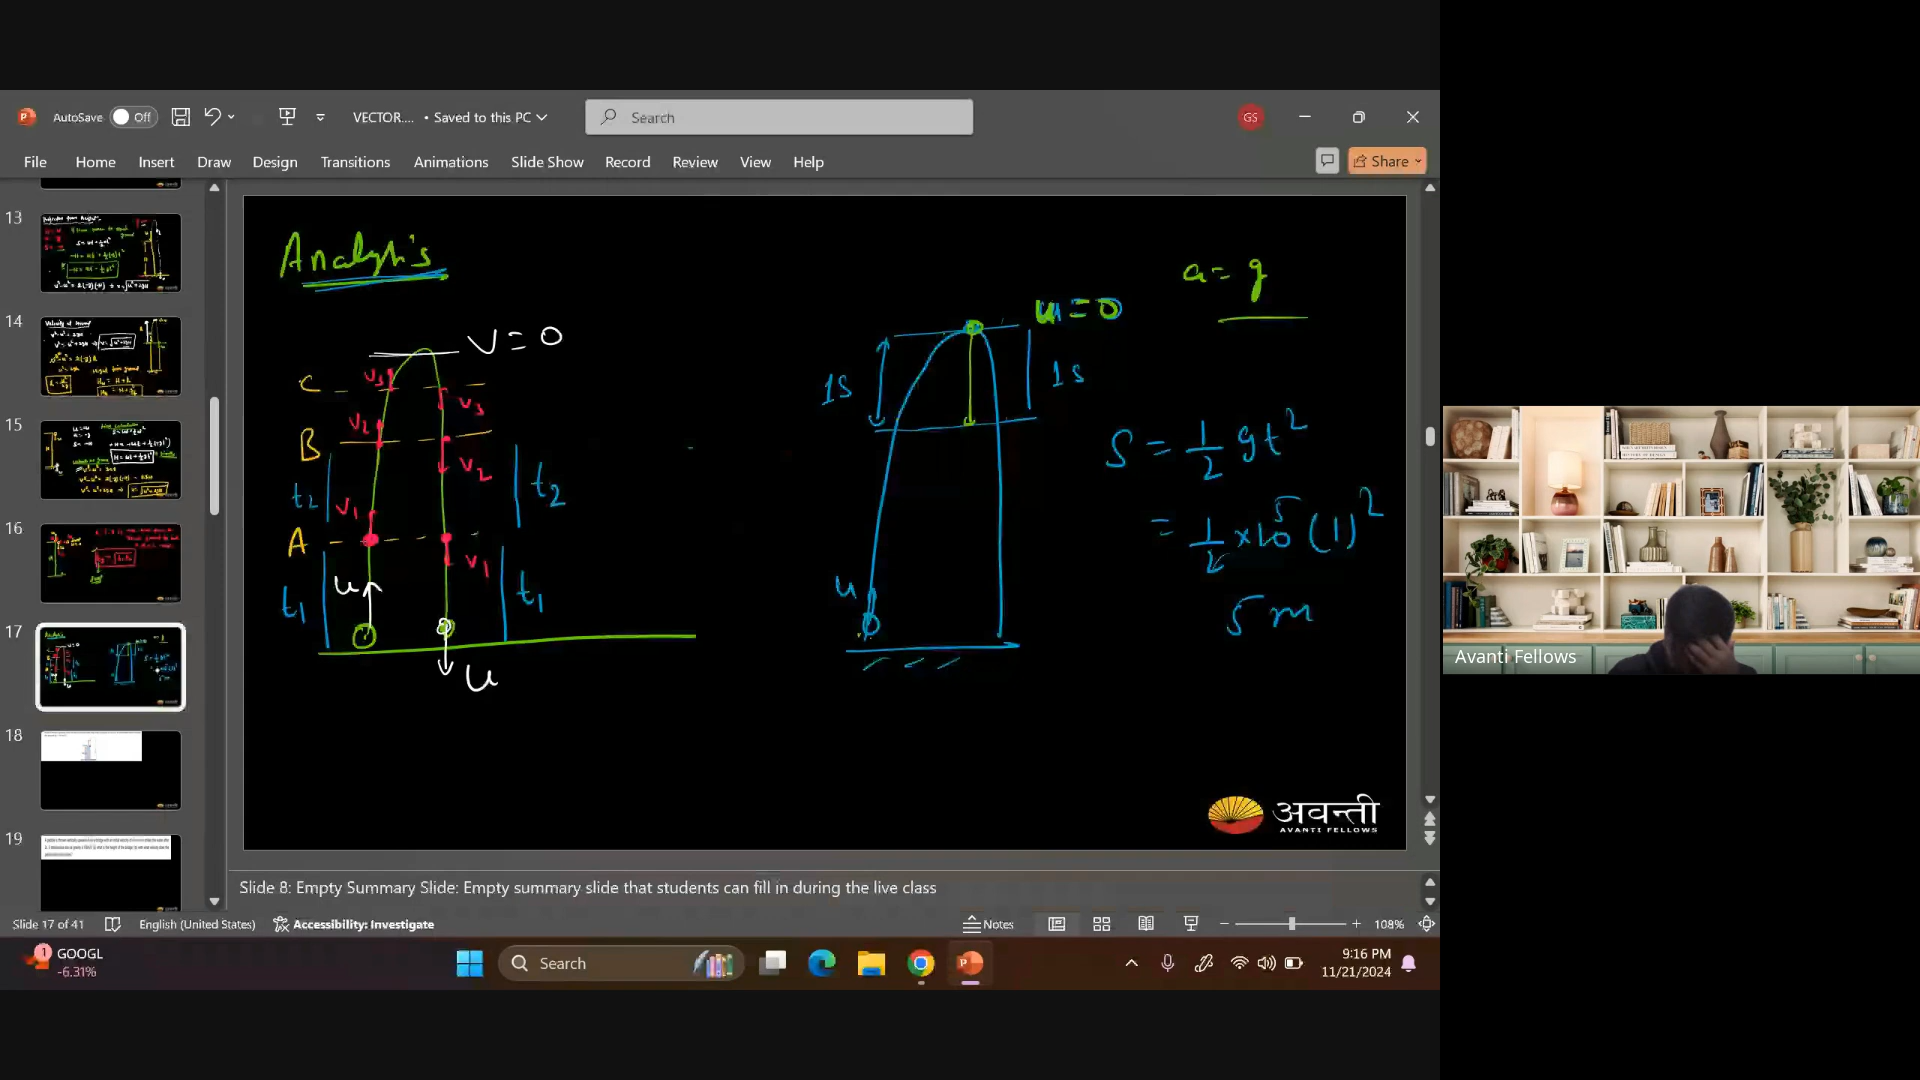 AutoSave Off VECTOR.... • Saved to this PC Search GS
File Home Insert Draw Design Transitions Animations Slide Show Record Review View Help Share
13
14
15
16
17
18
19
Analysis
a = g
V = 0
u = 0
C
V3
V3
1s
1s
B
V2
V2
t2
t2
S = 1/2 gt²
A
V1
V1
= 1/2 × 10 5 (1)²
t1
u
t1
u
5 m
u
अवन्ती
AVANTI FELLOWS
Avanti Fellows
Slide 8: Empty Summary Slide: Empty summary slide that students can fill in during the live class
Slide 17 of 41 English (United States) Accessibility: Investigate Notes 108%
1 GOOGL
-6.31%
Search
9:16 PM
11/21/2024